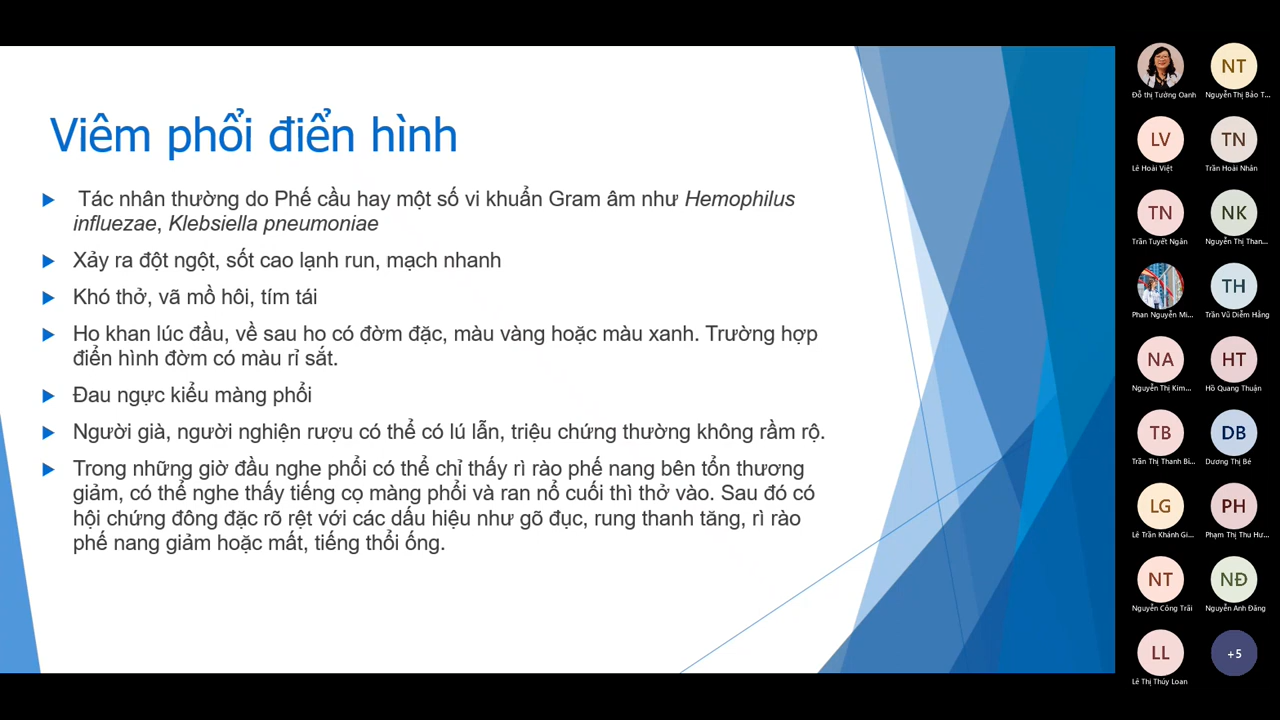 Viêm phổi điển hình
Tác nhân thường do Phế cầu hay một số vi khuẩn Gram âm như Hemophilus
influezae, Klebsiella pneumoniae
Xảy ra đột ngột, sốt cao lạnh run, mạch nhanh
Khó thở, vã mồ hôi, tím tái
Ho khan lúc đầu, về sau ho có đờm đặc, màu vàng hoặc màu xanh. Trường hợp
điển hình đờm có màu rỉ sắt.
Đau ngực kiểu màng phổi
Người già, người nghiện rượu có thể có lú lẫn, triệu chứng thường không rầm rộ.
Trong những giờ đầu nghe phổi có thể chỉ thấy rì rào phế nang bên tổn thương
giảm, có thể nghe thấy tiếng cọ màng phổi và ran nổ cuối thì thở vào. Sau đó có
hội chứng đông đặc rõ rệt với các dấu hiệu như gõ đục, rung thanh tăng, rì rào
phế nang giảm hoặc mất, tiếng thổi ống.
Đỗ thị Tường Oanh
NT
Nguyễn Thị Bảo T...
LV
Lê Hoài Việt
TN
Trần Hoài Nhân
TN
Trần Tuyết Ngân
NK
Nguyễn Thị Than...
Phan Nguyễn Mi...
TH
Trần Vũ Diễm Hằng
NA
Nguyễn Thị Kim...
HT
Hồ Quang Thuận
TB
Trần Thị Thanh Bi...
DB
Dương Thị Bé
LG
Lê Trần Khánh Gi...
PH
Phạm Thị Thu Hư...
NT
Nguyễn Công Trãi
NĐ
Nguyễn Anh Đăng
LL
Lê Thị Thúy Loan
+5